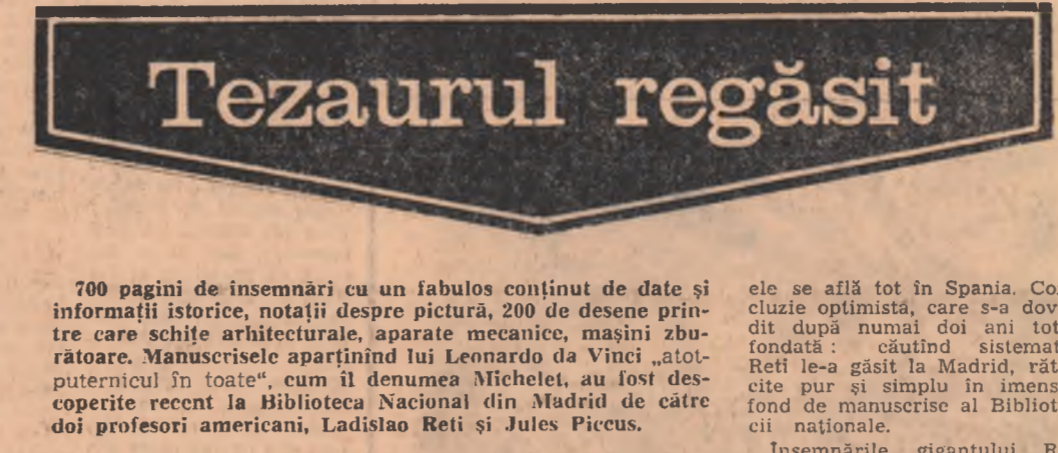 Tezaurul regăsit
700 pagini de insemnări cu un fabulos conținut de date și
informații istorice, notații despre pictură, 200 de desene prin-
tre care schițe arhitecturale, aparate mecanice, mașini zbu-
rătoare. Manuscrisele aparținînd lui Leonardo da Vinci „atot-
puternicul în toate“, cum îl denumea Michelet, au fost des-
coperite recent la Biblioteca Nacional din Madrid de către
doi profesori americani, Ladislao Reti și Jules Piccus.
ele se află tot în Spania. Co
cluzie optimistă, care s-a dov
dit după numai doi ani tot
fondată : căutînd sistemat
Reti le-a găsit la Madrid, răt
cite pur și simplu în imens
fond de manuscrise al Bibliot
cii naționale.
Însemnările gigantului R